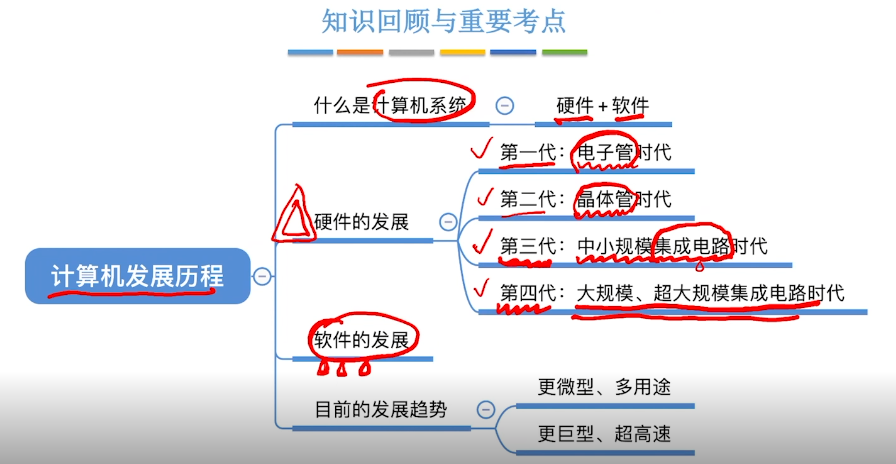 知识回顾与重要考点
什么是计算机系统
硬件+软件
第一代：电子管时代
第二代：晶体管时代
硬件的发展
第三代：中小规模集成电路时代
计算机发展历程
第四代：大规模、超大规模集成电路时代
软件的发展
目前的发展趋势
更微型、多用途
更巨型、超高速